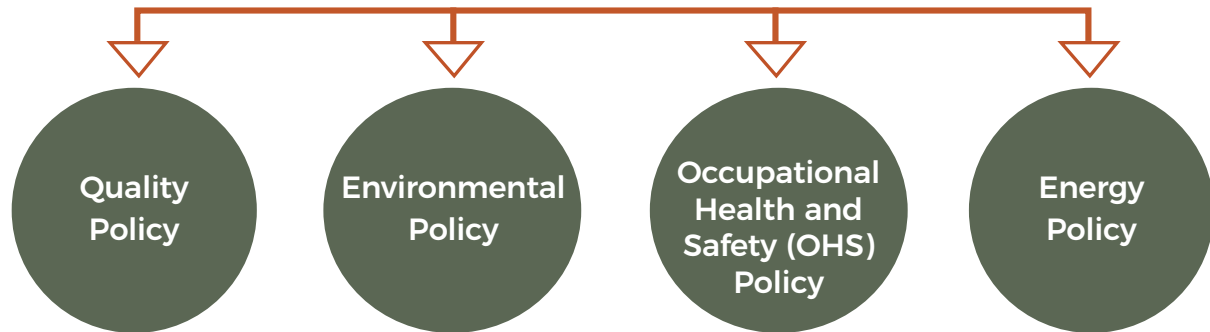 Quality
Policy
Environmental
Policy
Occupational
Health and
Safety (OHS)
Policy
Energy
Policy